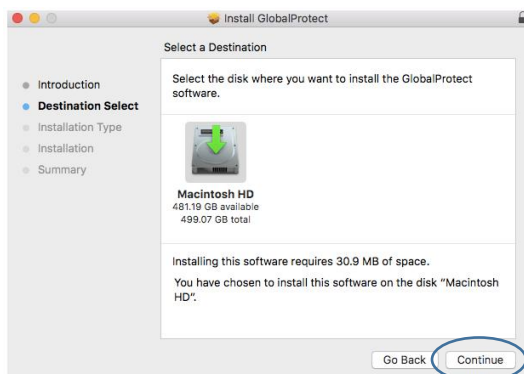 Install GlobalProtect
Select a Destination
Introduction
Destination Select
Installation Type
Installation
Summary
Select the disk where you want to install the GlobalProtect
software.
Macintosh HD
481.19 GB available
499.07 GB total
Installing this software requires 30.9 MB of space.
You have chosen to install this software on the disk “Macintosh
HD”.
Go Back
Continue